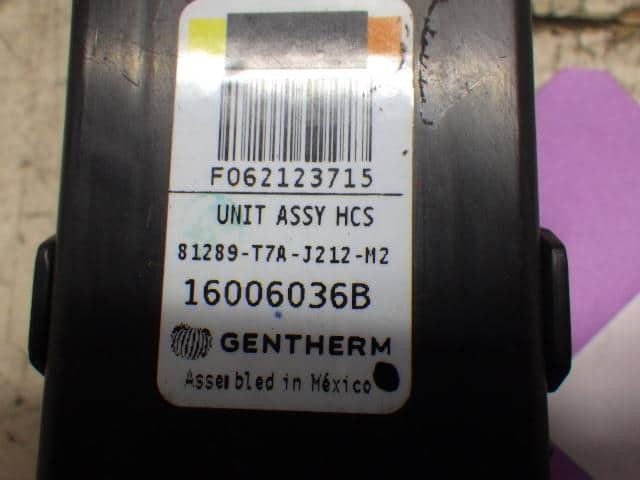 F062123715
UNIT ASSY HCS
81289-T7A-J212-M2
16006036B
GENTHERM
Assembled in México